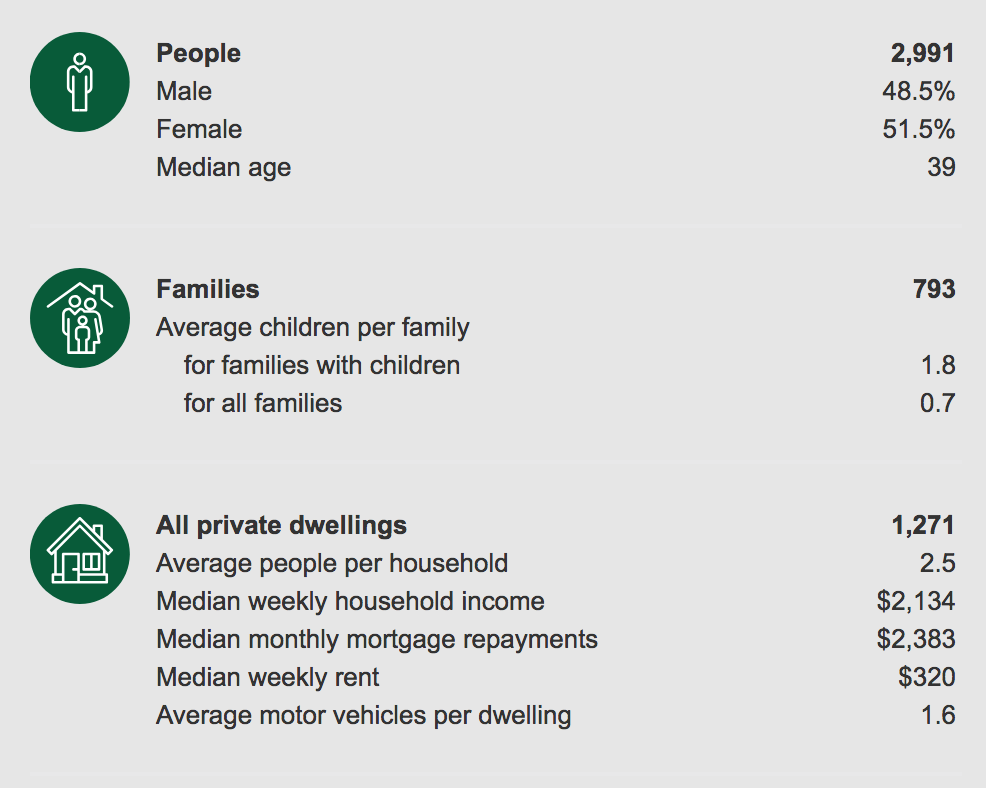 People 2,991
Male 48.5%
Female 51.5%
Median age 39
Families 793
Average children per family
for families with children 1.8
for all families 0.7
All private dwellings 1,271
Average people per household 2.5
Median weekly household income $2,134
Median monthly mortgage repayments $2,383
Median weekly rent $320
Average motor vehicles per dwelling 1.6